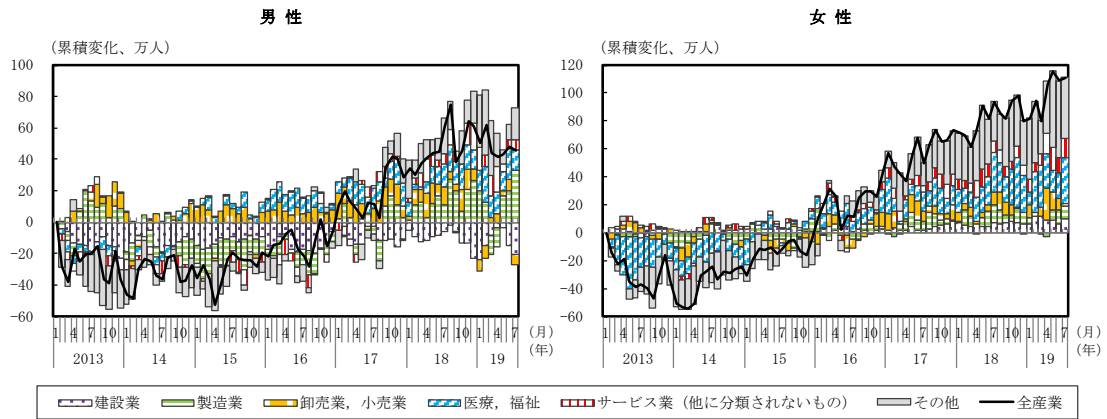 男 性
女 性
(累積変化、万人)
(累積変化、万人)
100
80
60
40
20
0
−20
−40
−60
120
100
80
60
40
20
0
−20
−40
−60
1 4 7 10 1 4 7 10 1 4 7 10 1 4 7 10 1 4 7 10 1 4 7 10 1 4 7 (月)
2013 14 15 16 17 18 19 (年)
1 4 7 10 1 4 7 10 1 4 7 10 1 4 7 10 1 4 7 10 1 4 7 10 1 4 7 (月)
2013 14 15 16 17 18 19 (年)
建設業 製造業 卸売業，小売業 医療，福祉 サービス業（他に分類されないもの） その他 全産業